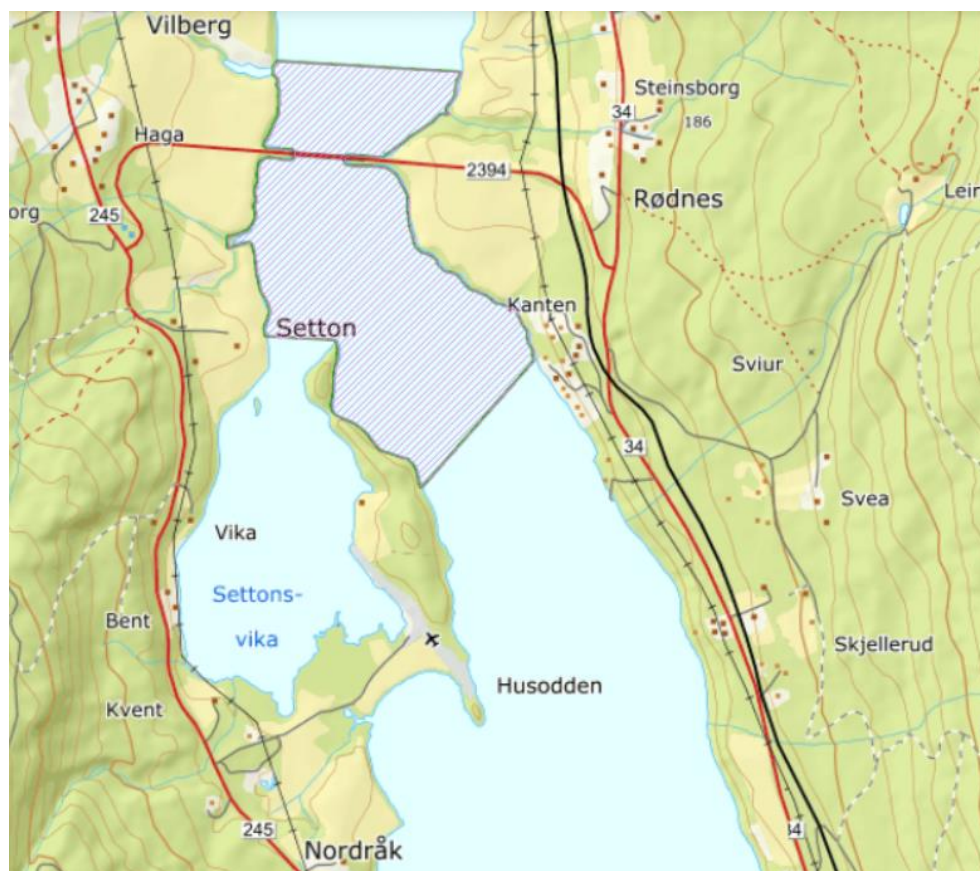 Vilberg
Steinsborg
34
186
Haga
2394
Rødnes
Lein
org
245
Kanten
Setton
Sviur
34
Svea
Vika
Settons-
vika
Bent
Skjellerud
Husodden
Kvent
245
34
Nordråk